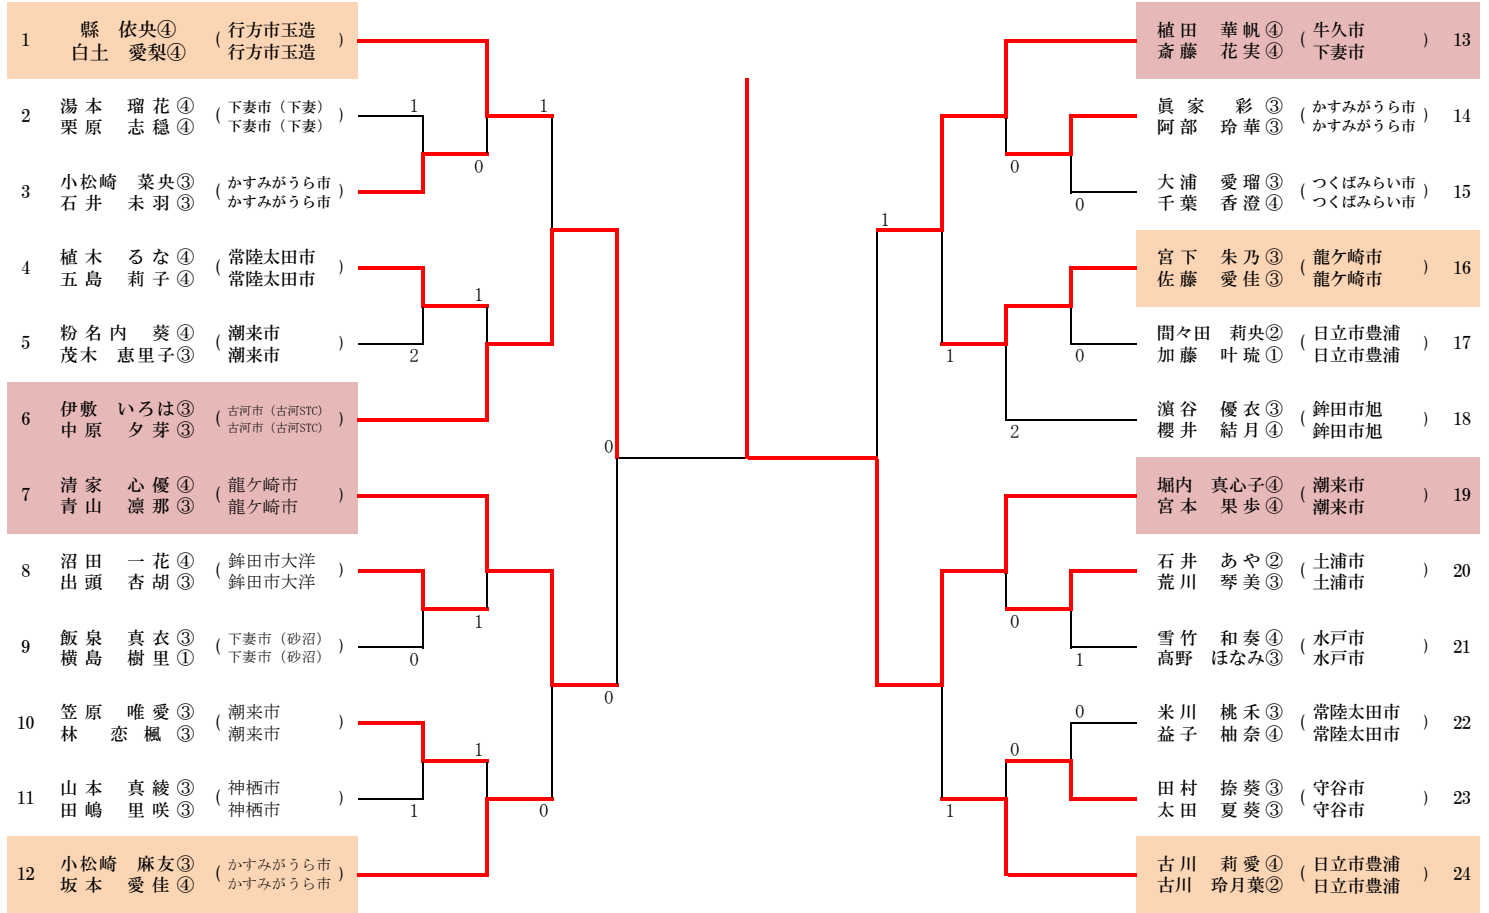 1 縣 依央④ ( 行方市玉造 )
白土 愛梨④ 行方市玉造
2 湯本 瑠花④ ( 下妻市（下妻） )
栗原 志穏④ 下妻市（下妻）
3 小松崎 菜央③ ( かすみがうら市 )
石井 未羽③ かすみがうら市
4 植木 るな④ ( 常陸太田市 )
五島 莉子④ 常陸太田市
5 粉名内 葵④ ( 潮来市 )
茂木 恵里子③ 潮来市
6 伊敷 いろは③ ( 古河市（古河STC） )
中原 夕芽③ 古河市（古河STC）
7 清家 心優④ ( 龍ケ崎市 )
青山 凛那③ 龍ケ崎市
8 沼田 一花④ ( 鉾田市大洋 )
出頭 杏胡③ 鉾田市大洋
9 飯泉 真衣③ ( 下妻市（砂沼） )
横島 樹里① 下妻市（砂沼）
10 笠原 唯愛③ ( 潮来市 )
林 恋楓③ 潮来市
11 山本 真綾③ ( 神栖市 )
田嶋 里咲③ 神栖市
12 小松崎 麻友③ ( かすみがうら市 )
坂本 愛佳④ かすみがうら市
1
1
0
1
2
0
1
0
0
1
1
0
植田 華帆④ ( 牛久市 ) 13
斎藤 花実④ 下妻市
眞家 彩③ ( かすみがうら市 ) 14
阿部 玲華③ かすみがうら市
大浦 愛瑠③ ( つくばみらい市 ) 15
千葉 香澄④ つくばみらい市
宮下 朱乃③ ( 龍ケ崎市 ) 16
佐藤 愛佳③ 龍ケ崎市
間々田 莉央② ( 日立市豊浦 ) 17
加藤 叶琉① 日立市豊浦
濵谷 優衣③ ( 鉾田市旭 ) 18
櫻井 結月④ 鉾田市旭
堀内 真心子④ ( 潮来市 ) 19
宮本 果歩④ 潮来市
石井 あや② ( 土浦市 ) 20
荒川 琴美③ 土浦市
雪竹 和奏④ ( 水戸市 ) 21
髙野 ほなみ③ 水戸市
米川 桃禾③ ( 常陸太田市 ) 22
益子 柚奈④ 常陸太田市
田村 捺葵③ ( 守谷市 ) 23
太田 夏葵③ 守谷市
古川 莉愛④ ( 日立市豊浦 ) 24
古川 玲月葉② 日立市豊浦
0
0
1
1
0
2
0
1
0
0
1